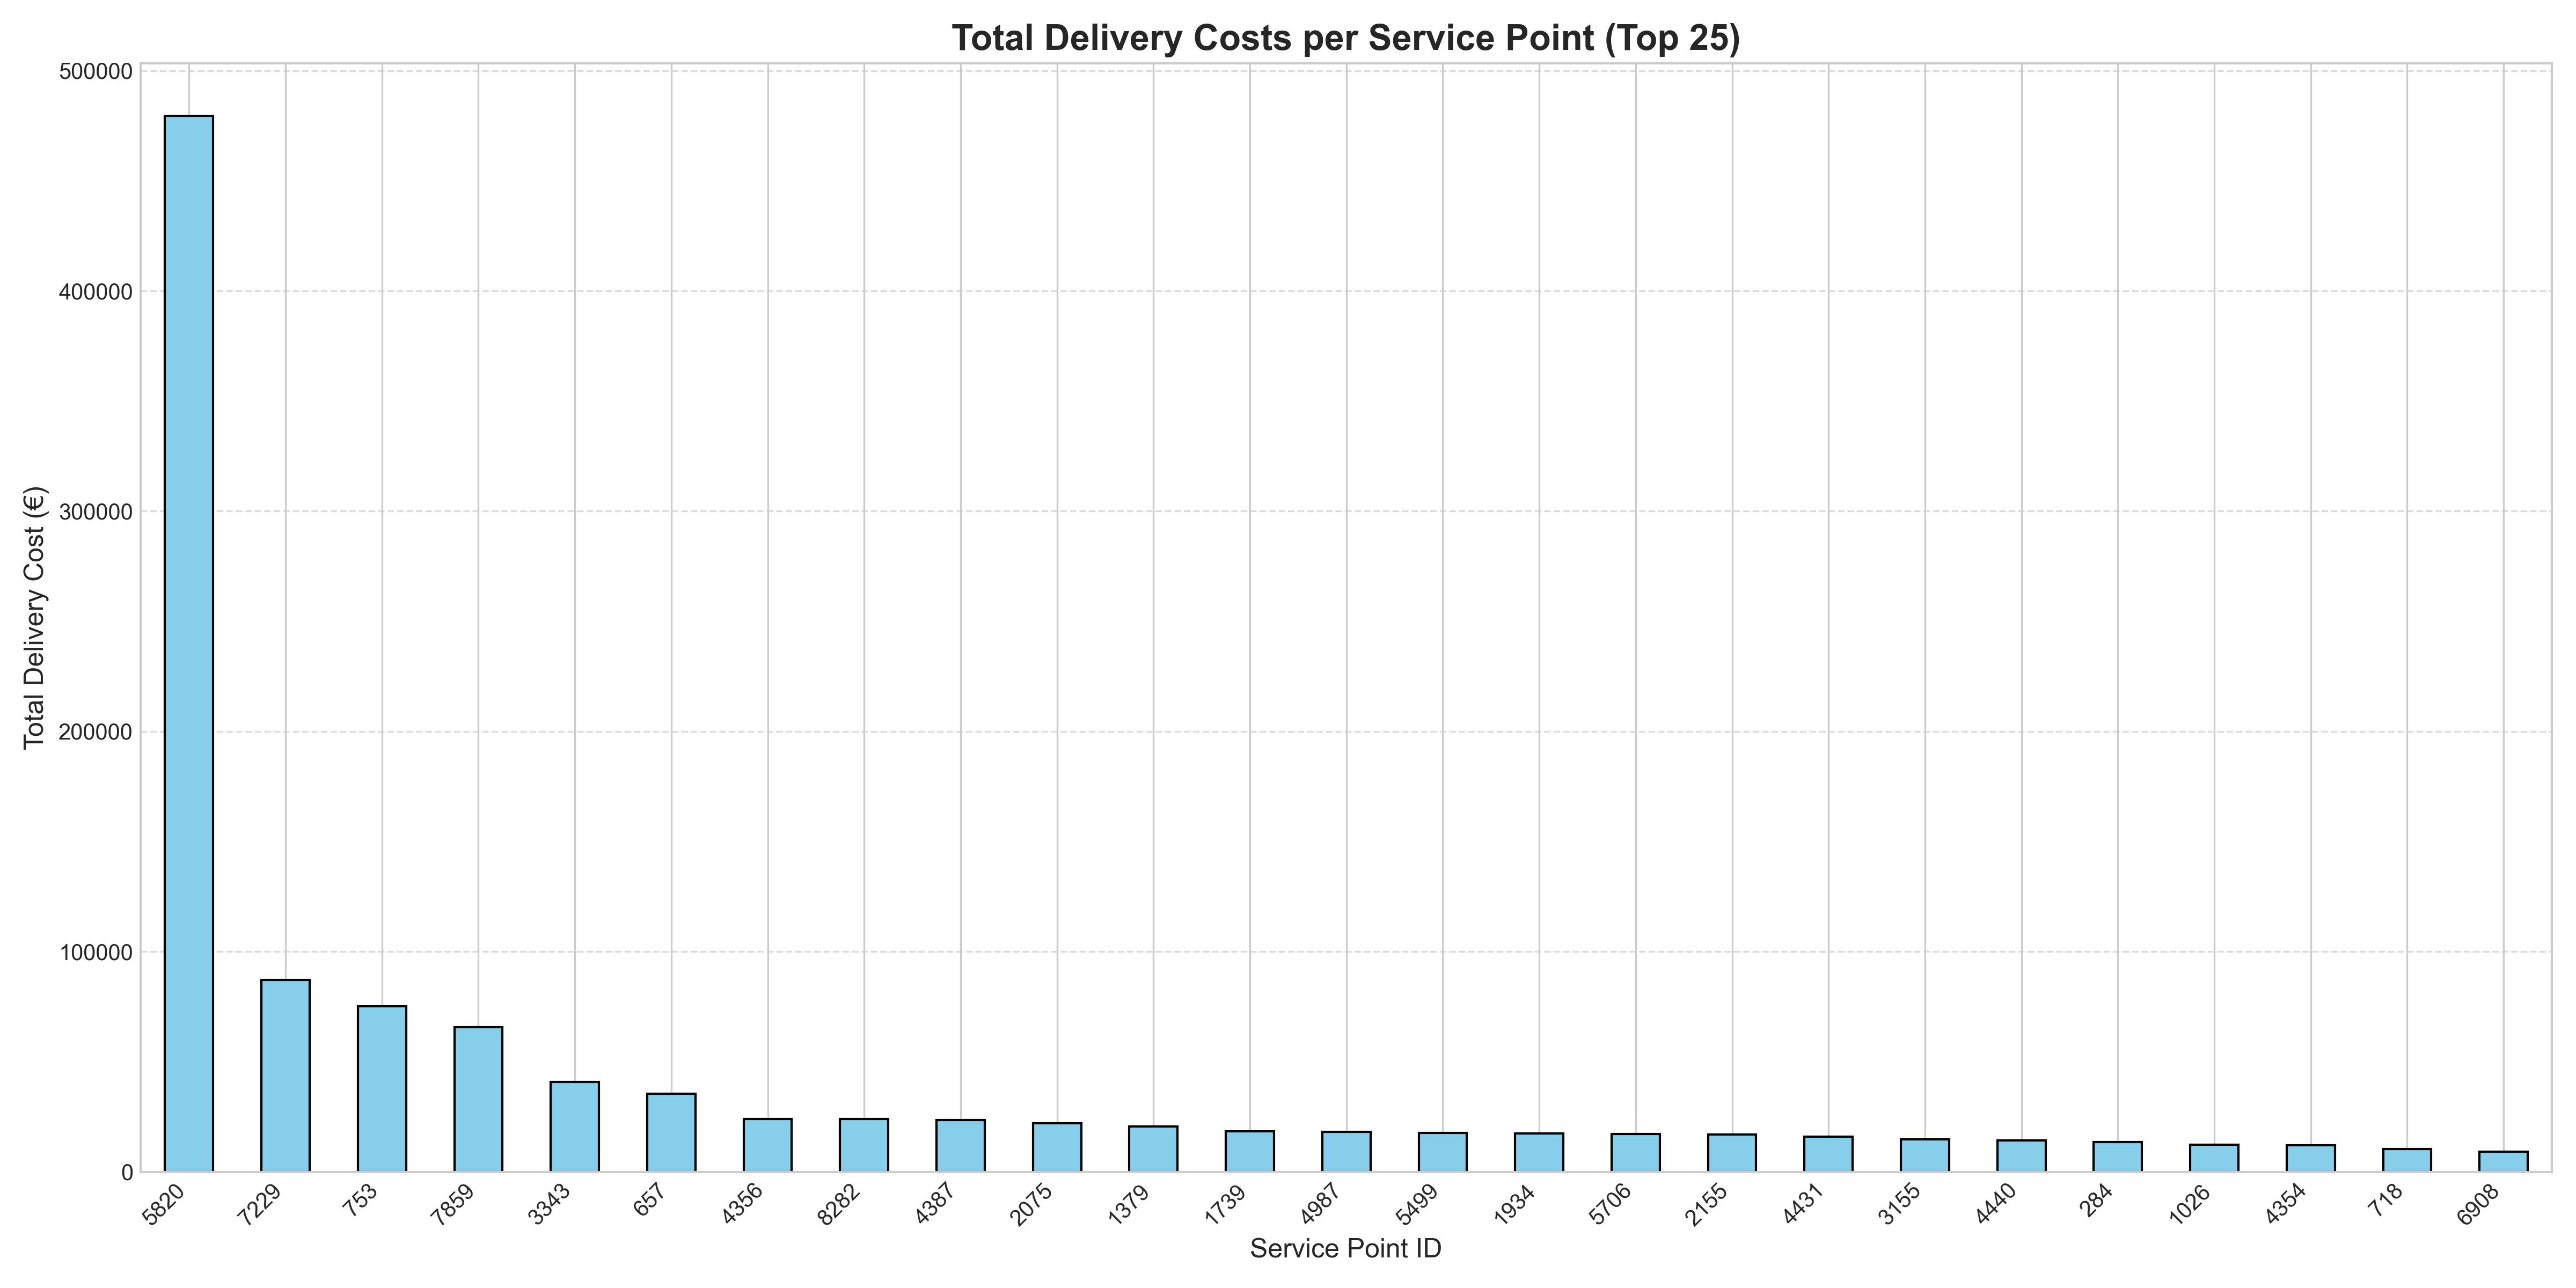 Total Delivery Costs per Service Point (Top 25)
Total Delivery Cost (€)
500000
400000
300000
200000
100000
0
5820 7229 753 7859 3343 657 4356 8282 4387 2075 1379 1739 4987 5499 1934 5706 2155 4431 3155 4440 284 1026 4354 718 6908
Service Point ID